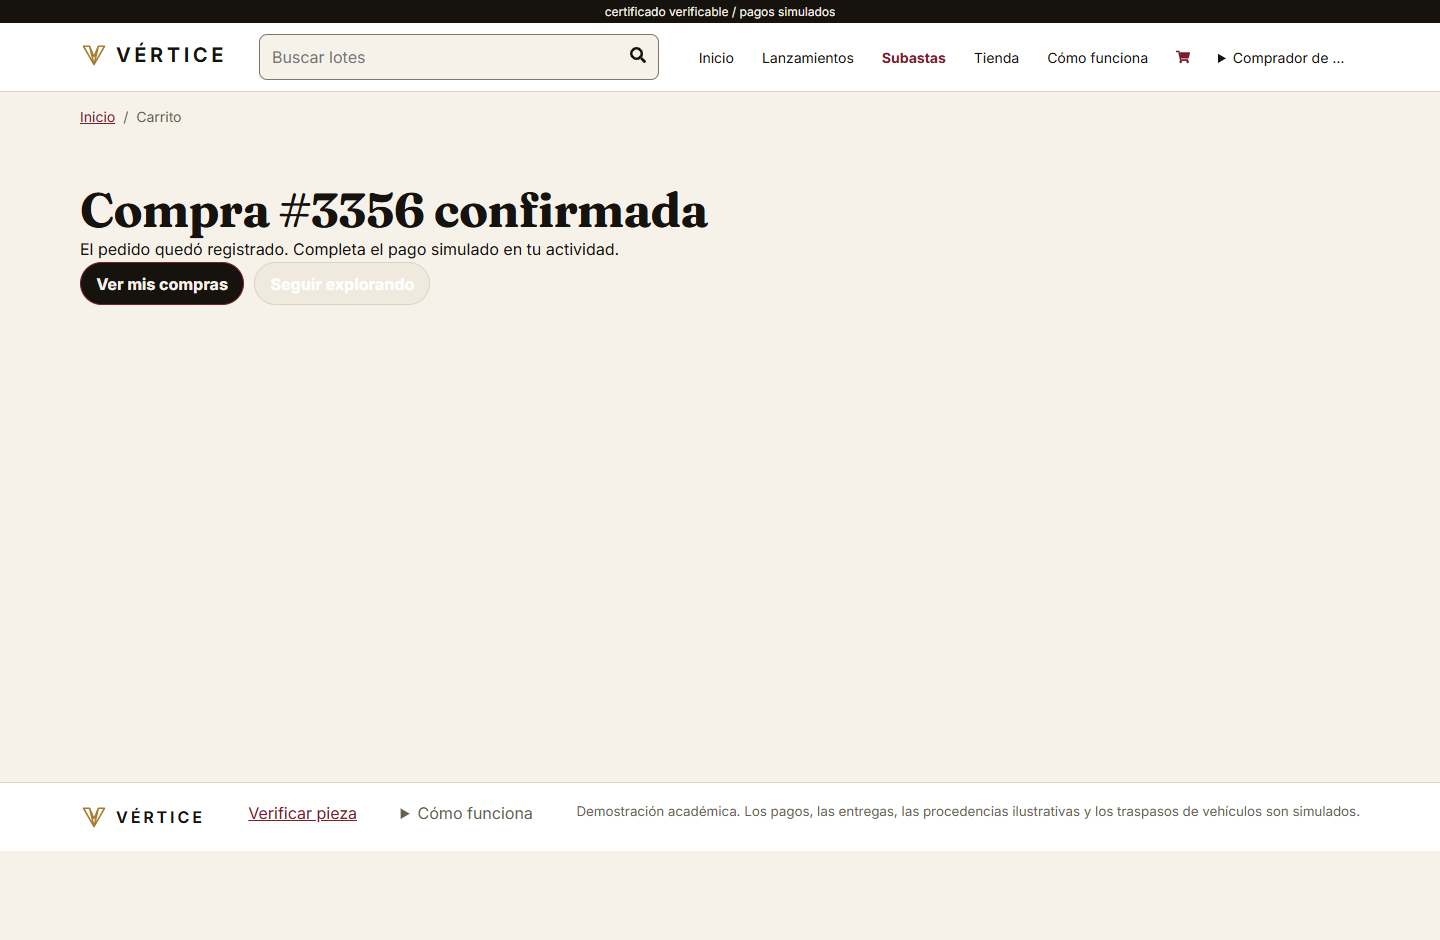 certificado verificable / pagos simulados
VÉRTICE
Buscar lotes
Inicio
Lanzamientos
Subastas
Tienda
Cómo funciona
Comprador de ...
Inicio / Carrito
Compra #3356 confirmada
El pedido quedó registrado. Completa el pago simulado en tu actividad.
Ver mis compras
Seguir explorando
VÉRTICE
Verificar pieza
Cómo funciona
Demostración académica. Los pagos, las entregas, las procedencias ilustrativas y los traspasos de vehículos son simulados.